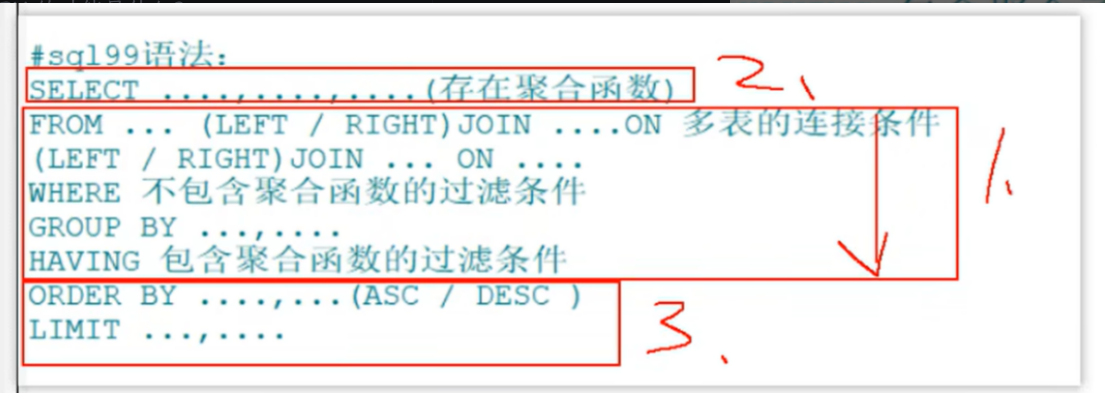 #sql99语法：
SELECT ....,....,....(存在聚合函数)
2、
FROM ... (LEFT / RIGHT)JOIN ....ON 多表的连接条件
(LEFT / RIGHT)JOIN ... ON ....
1.
WHERE 不包含聚合函数的过滤条件
GROUP BY ...,....
HAVING 包含聚合函数的过滤条件
ORDER BY ....,...(ASC / DESC )
LIMIT ...,....
3.